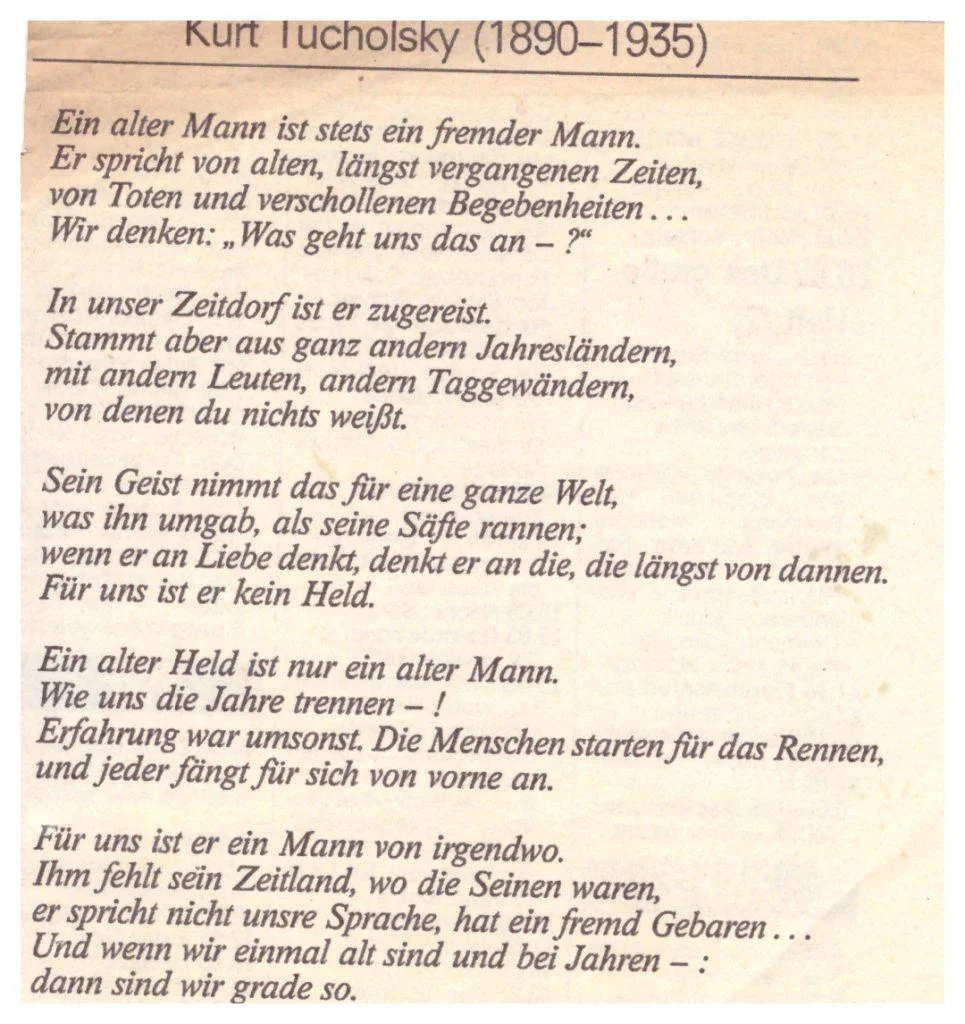 Kurt Tucholsky (1890–1935)
Ein alter Mann ist stets ein fremder Mann.
Er spricht von alten, längst vergangenen Zeiten,
von Toten und verschollenen Begebenheiten . . .
Wir denken: „Was geht uns das an – ?“
In unser Zeitdorf ist er zugereist.
Stammt aber aus ganz andern Jahresländern,
mit andern Leuten, andern Taggewändern,
von denen du nichts weißt.
Sein Geist nimmt das für eine ganze Welt,
was ihn umgab, als seine Säfte rannen;
wenn er an Liebe denkt, denkt er an die, die längst von dannen.
Für uns ist er kein Held.
Ein alter Held ist nur ein alter Mann.
Wie uns die Jahre trennen – !
Erfahrung war umsonst. Die Menschen starten für das Rennen,
und jeder fängt für sich von vorne an.
Für uns ist er ein Mann von irgendwo.
Ihm fehlt sein Zeitland, wo die Seinen waren,
er spricht nicht unsre Sprache, hat ein fremd Gebaren . . .
Und wenn wir einmal alt sind und bei Jahren – :
dann sind wir grade so.